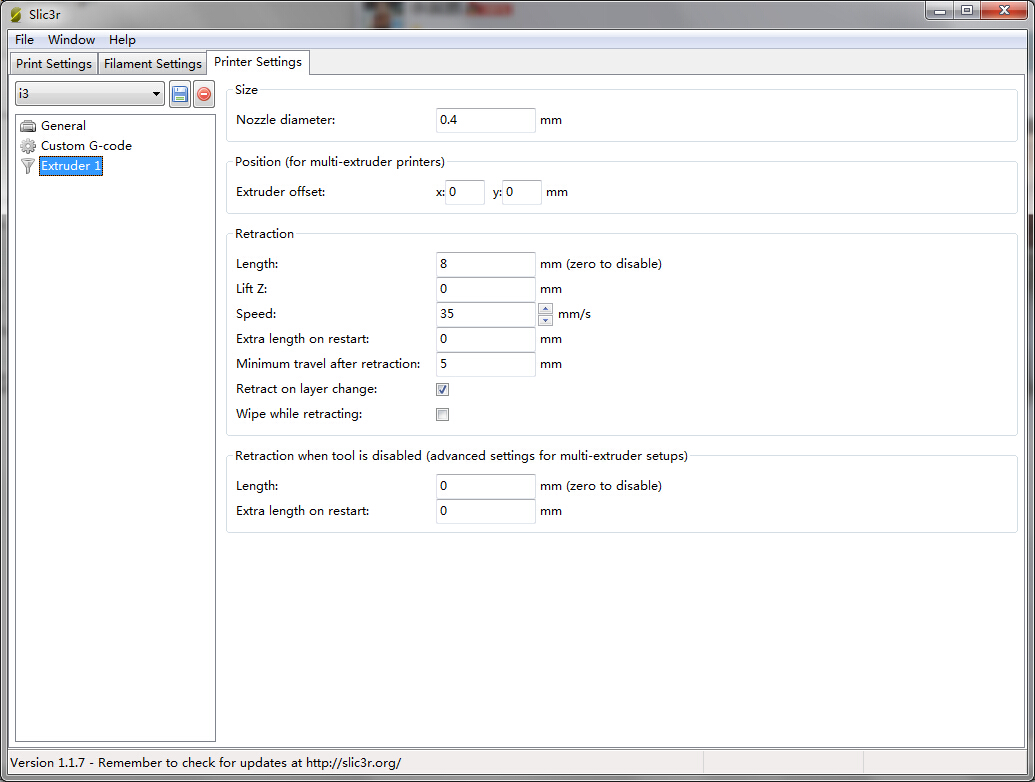 Slic3r
File Window Help
Print Settings Filament Settings Printer Settings
i3
General
Custom G-code
Extruder 1
Size
Nozzle diameter: 0.4 mm
Position (for multi-extruder printers)
Extruder offset: x: 0 y: 0 mm
Retraction
Length: 8 mm (zero to disable)
Lift Z: 0 mm
Speed: 35 mm/s
Extra length on restart: 0 mm
Minimum travel after retraction: 5 mm
Retract on layer change:
Wipe while retracting:
Retraction when tool is disabled (advanced settings for multi-extruder setups)
Length: 0 mm (zero to disable)
Extra length on restart: 0 mm
Version 1.1.7 - Remember to check for updates at http://slic3r.org/